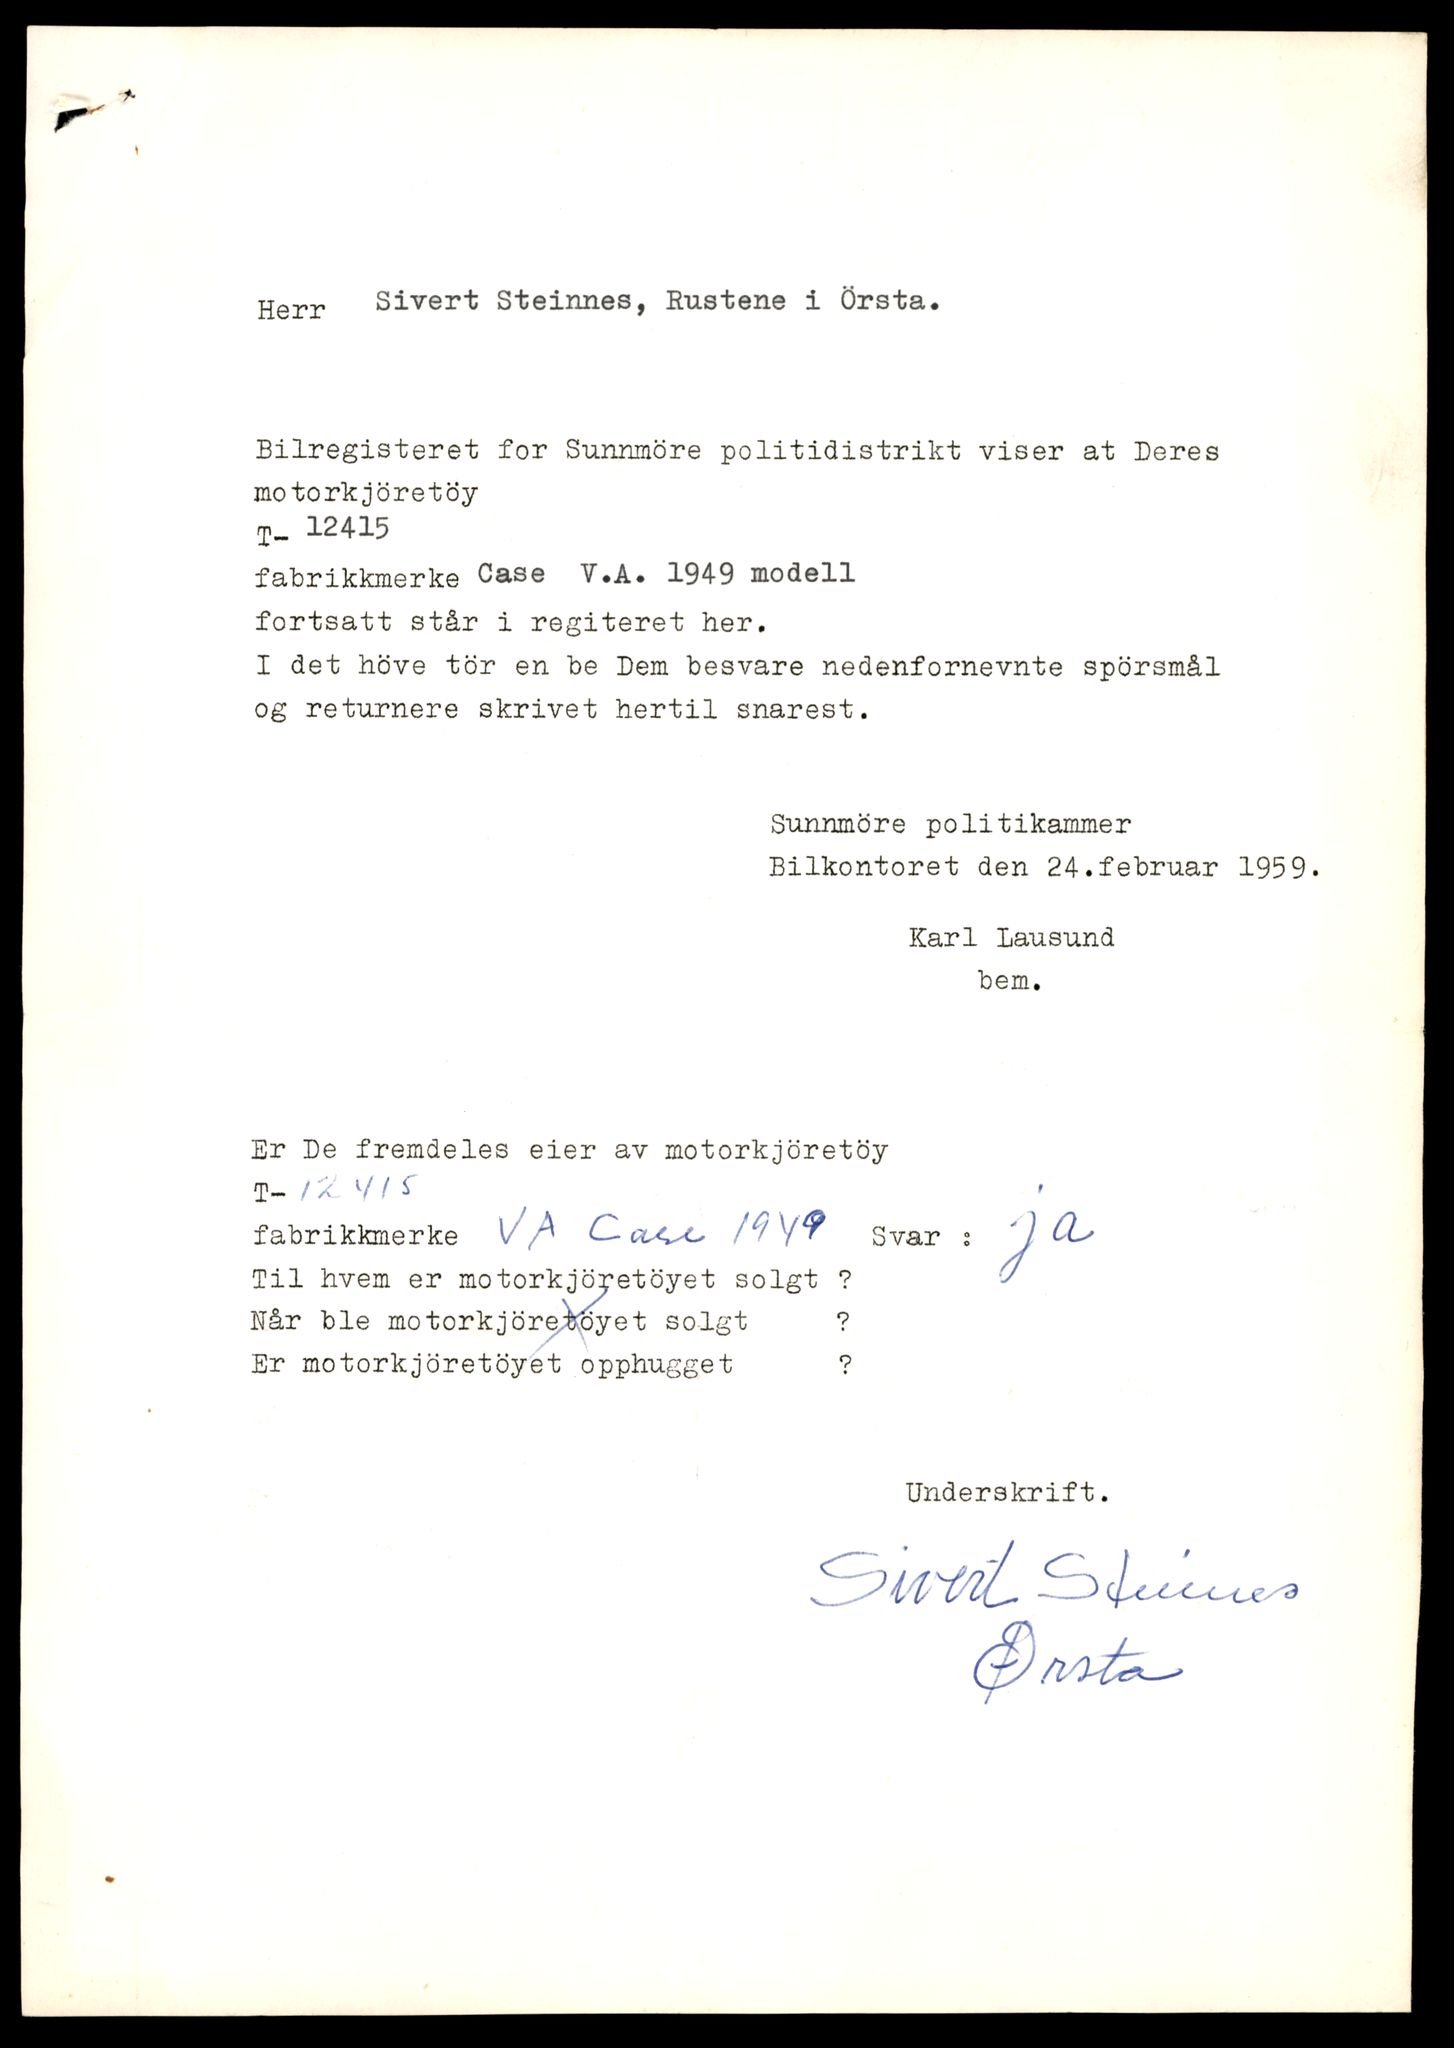 Herr Sivert Steinnes, Rustene i Örsta.
Bilregisteret for Sunnmöre politidistrikt viser at Deres
motorkjöretöy
T- 12415
fabrikkmerke Case V.A. 1949 modell
fortsatt står i regiteret her.
I det höve tör en be Dem besvare nedenfornevnte spörsmål
og returnere skrivet hertil snarest.
Sunnmöre politikammer
Bilkontoret den 24.februar 1959.
Karl Lausund
bem.
Er De fremdeles eier av motorkjöretöy
T- 12415
fabrikkmerke VA Case 1949 Svar : ja
Til hvem er motorkjöretöyet solgt ?
Når ble motorkjöretöyet solgt ?
Er motorkjöretöyet opphugget ?
Underskrift.
Sivert Steinnes
Ørsta